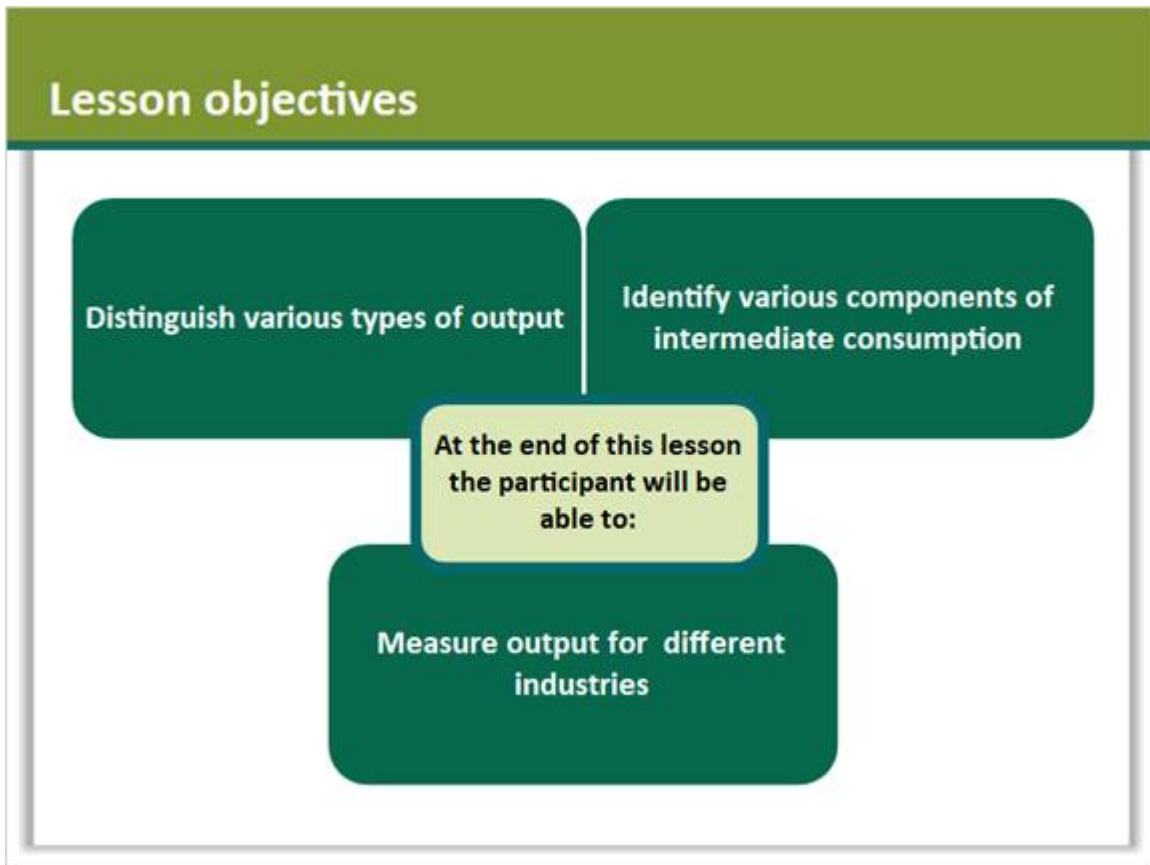 Lesson objectives
Distinguish various types of output
Identify various components of
intermediate consumption
At the end of this lesson
the participant will be
able to:
Measure output for different
industries